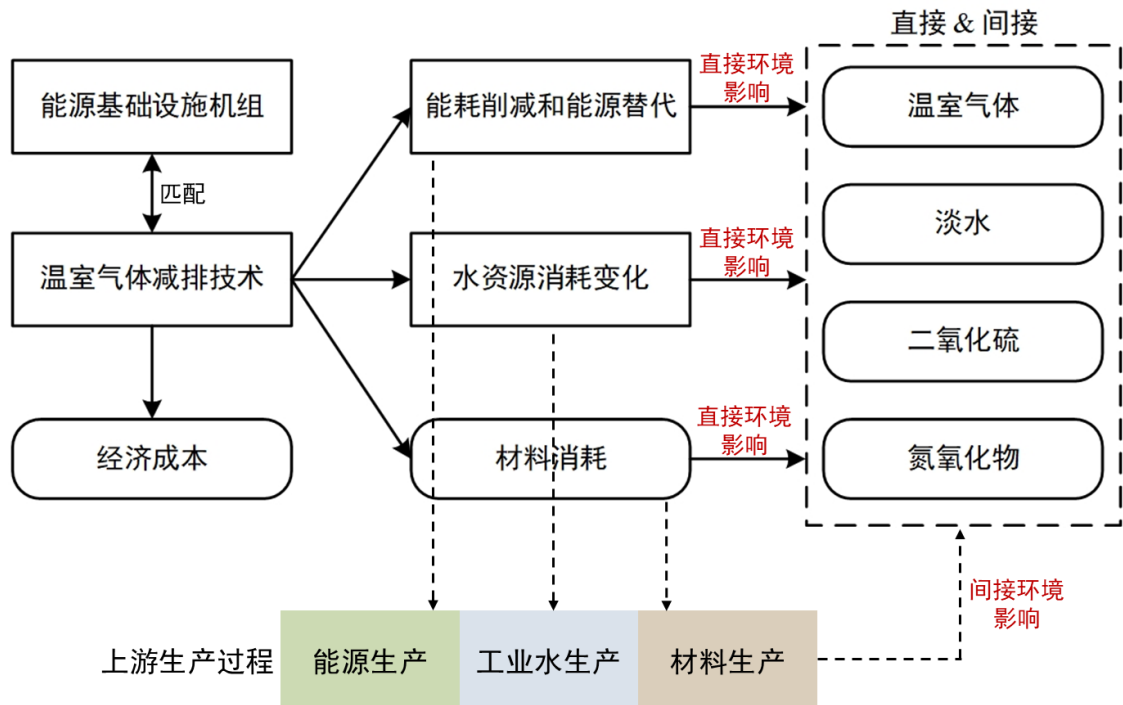 直接 & 间接
能源基础设施机组
能耗削减和能源替代
直接环境
影响
温室气体
匹配
淡水
温室气体减排技术
水资源消耗变化
直接环境
影响
二氧化硫
经济成本
材料消耗
直接环境
影响
氮氧化物
间接环境
影响
上游生产过程
能源生产
工业水生产
材料生产